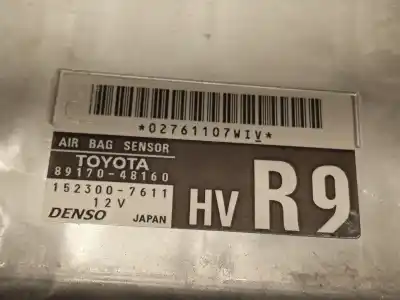 *02761107WIV*
AIR BAG SENSOR
TOYOTA
89170-48160
152300-7611
12V
DENSO JAPAN
HV R9